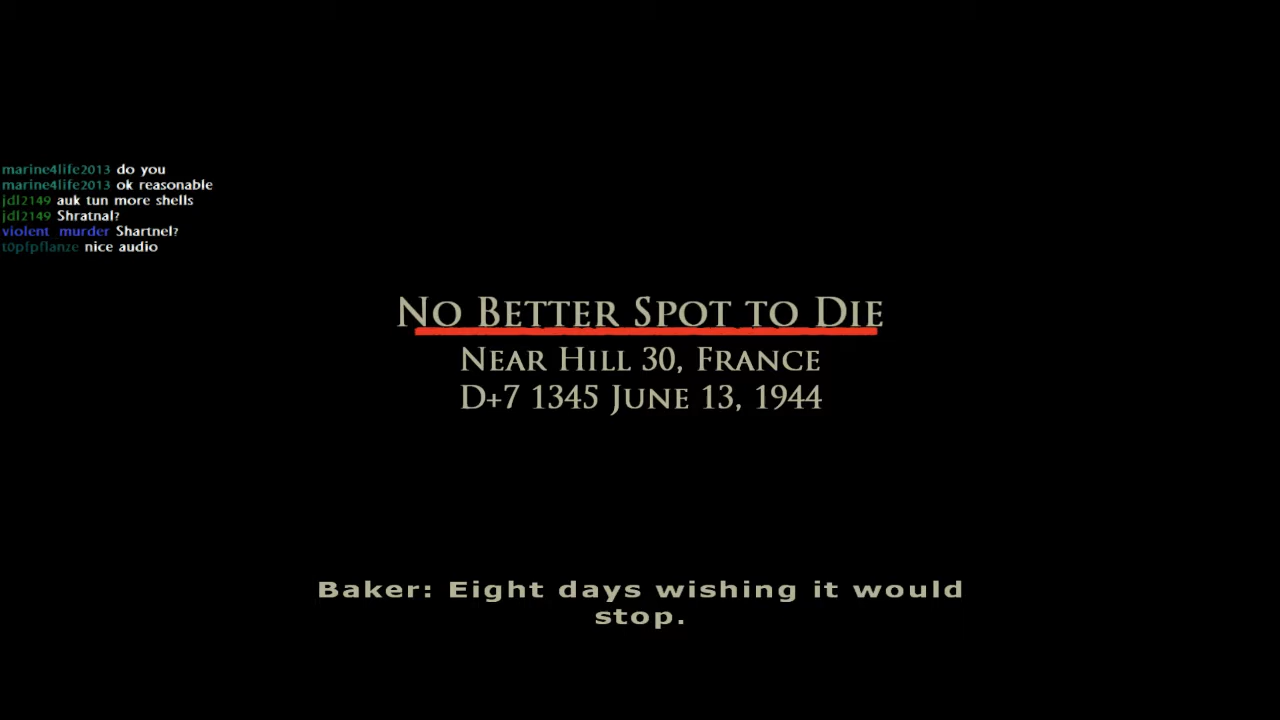 marine4life2013 do you
marine4life2013 ok reasonable
jdl2149 auk tun more shells
jdl2149 Shratnal?
violent_murder Shartnel?
t0pfpflanze nice audio
No Better Spot to Die
Near Hill 30, France
D+7 1345 June 13, 1944
Baker: Eight days wishing it would
stop.